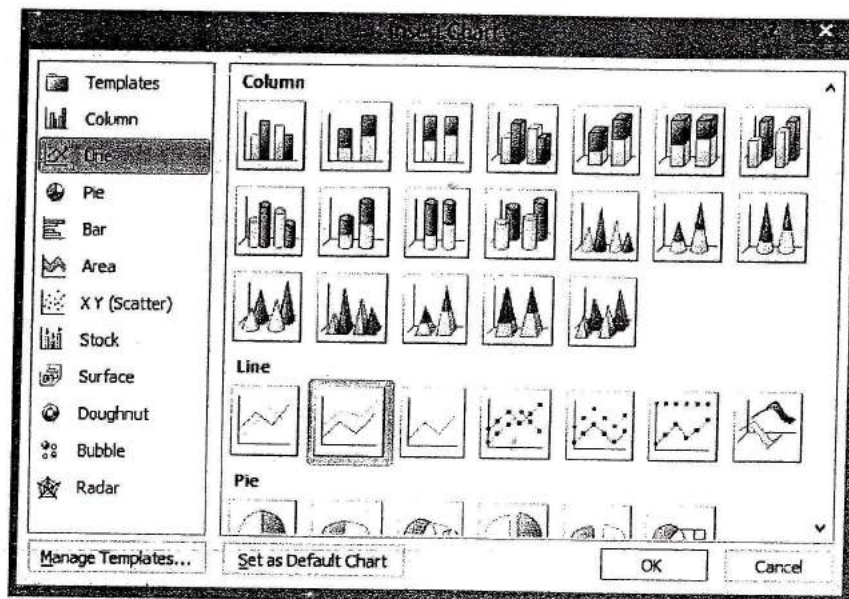 Insert Chart
Templates
Column
Line
Pie
Bar
Area
X Y (Scatter)
Stock
Surface
Doughnut
Bubble
Radar
Column
Line
Pie
Manage Templates...
Set as Default Chart
OK
Cancel